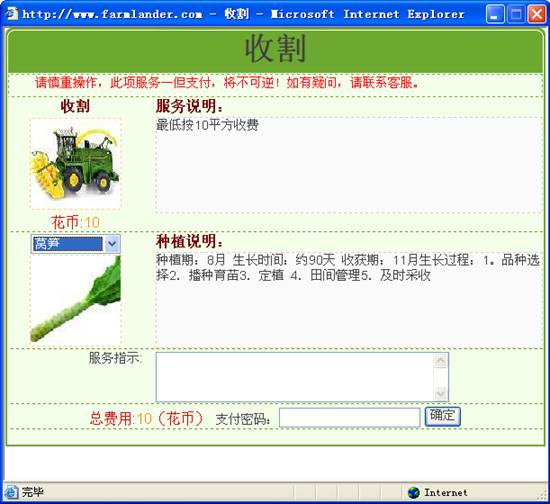 http://www.farmlander.com - 收割 - Microsoft Internet Explorer
收割
请慎重操作，此项服务一但支付，将不可逆！如有疑问，请联系客服。
收割
服务说明：
最低按10平方收费
花币:10
莴笋
种植说明：
种植期：8月 生长时间：约90天 收获期：11月生长过程：1。品种选
择2．播种育苗3．定植 4．田间管理5．及时采收
服务指示:
总费用:10（花币） 支付密码： 确定
完毕 Internet